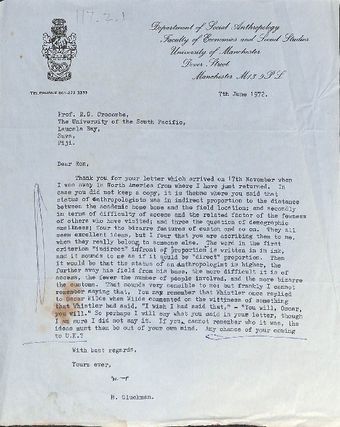 117.2.1
Department of Social Anthropology
Faculty of Economics and Social Studies
University of Manchester
Dover Street
Manchester M13 9PL
TELEPHONE 061-273 3333
7th June 1972.
Prof. R.G. Crocombe,
The University of the South Pacific,
Laucala Bay,
Suva,
Fiji.
Dear Ron,
Thank you for your letter which arrived on 17th November when
I was away in North America from where I have just returned. In
case you did not keep a copy, it is the one where you said that
status of anthropologists was in indirect proportion to the distance
between the academic home base and the field location; and secondly
in terms of difficulty of access and the related factor of the fewness
of others who have visited; and three the question of demographic
smallness; four the bizarre features of custom and so on. They all
seem excellent ideas, but I fear that you are ascribing them to me,
when they really belong to someone else. The word in the first
criterion "indirect" in front of proportion is written in in ink,
and it sounds to me as if it would be "direct" proportion. Then
it would be that the status of an anthropologist is higher, the
further away his field from his base, the more difficult it is of
access, the fewer the number of people involved, and the more bizarre
the customs. That sounds very sensible to me; but frankly I cannot
remember saying that. You may remember that Whistler once replied
to Oscar Wilde when Wilde commented on the wittiness of something
that Whistler had said, "I wish I had said that," - "You will, Oscar,
you will." So perhaps I will say what you said in your letter, though
I am sure I did not say it. If you, cannot remember who it was, the
ideas must then be out of your own mind. Any chance of your coming
to U.K.?
With best regards,
Yours ever,
M. Gluckman.